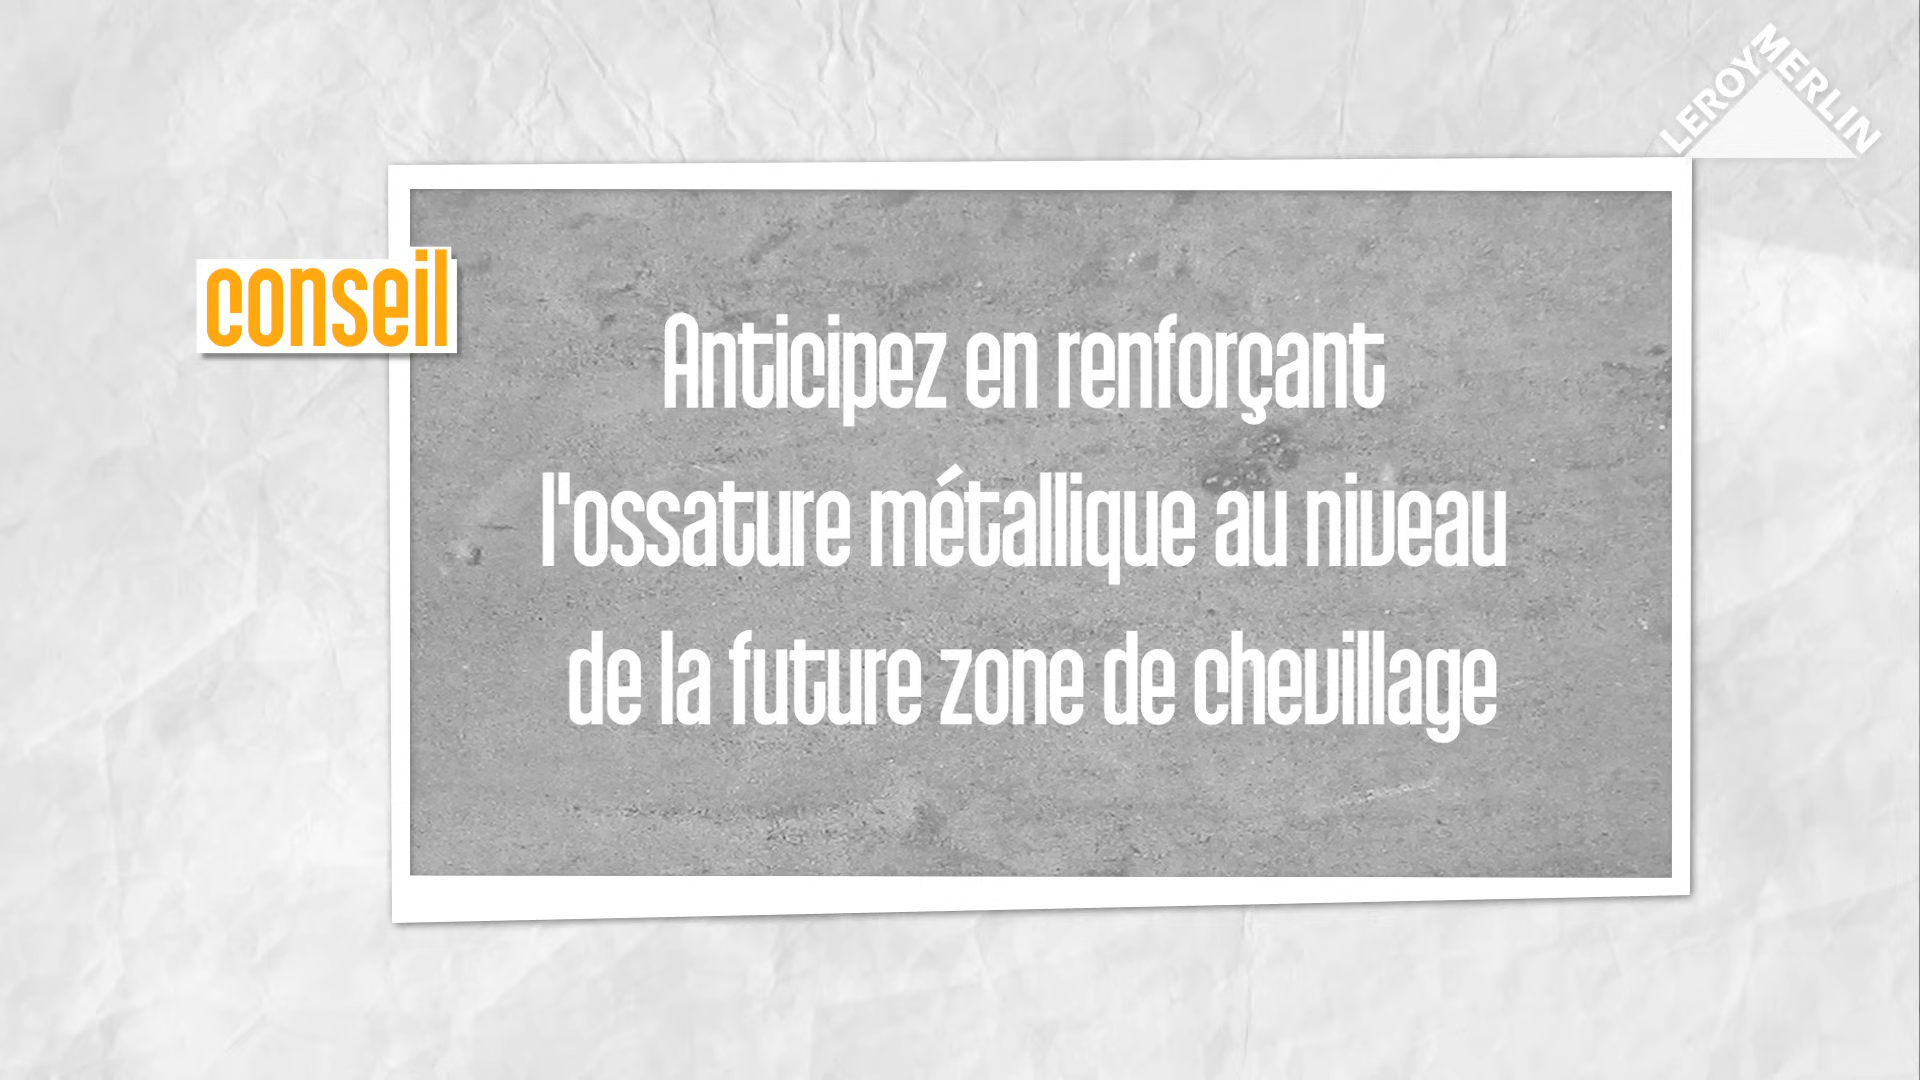 LEROY MERLIN
conseil
Anticipez en renforçant
l'ossature métallique au niveau
de la future zone de chevillage